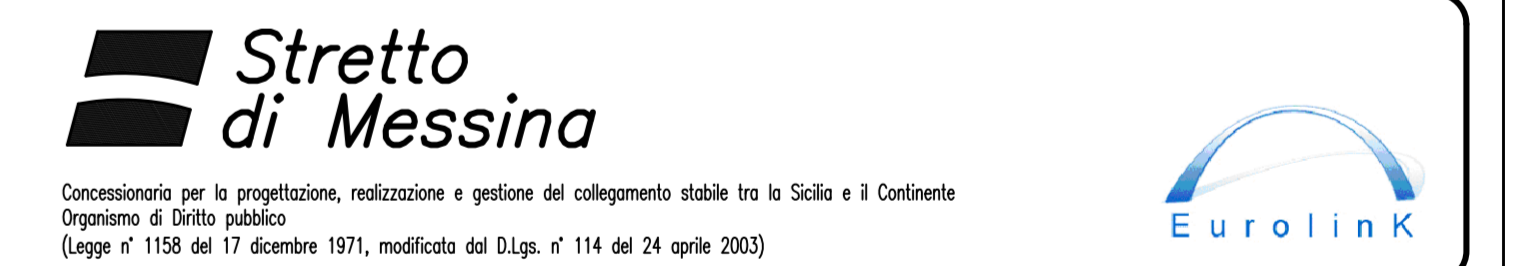 Stretto
di Messina
Concessionaria per la progettazione, realizzazione e gestione del collegamento stabile tra la Sicilia e il Continente
Organismo di Diritto pubblico
(Legge n° 1158 del 17 dicembre 1971, modificata dal D.Lgs. n° 114 del 24 aprile 2003)
EurolinK